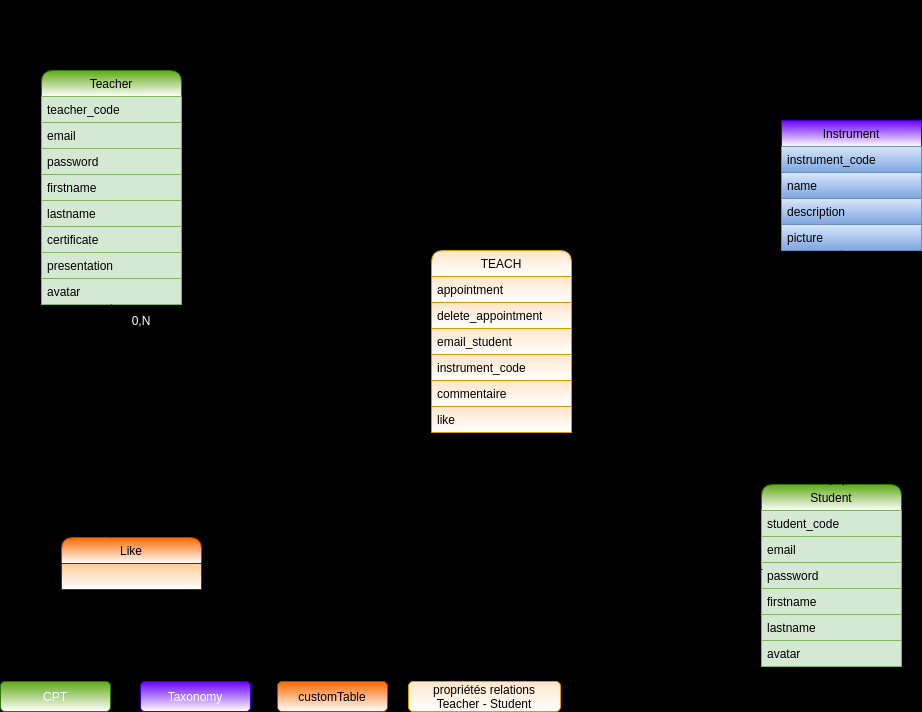 Teacher
teacher_code
email
password
firstname
lastname
certificate
presentation
avatar
0,N
Instrument
instrument_code
name
description
picture
TEACH
appointment
delete_appointment
email_student
instrument_code
commentaire
like
Like
Student
student_code
email
password
firstname
lastname
avatar
CPT
Taxonomy
customTable
propriétés relations
Teacher - Student